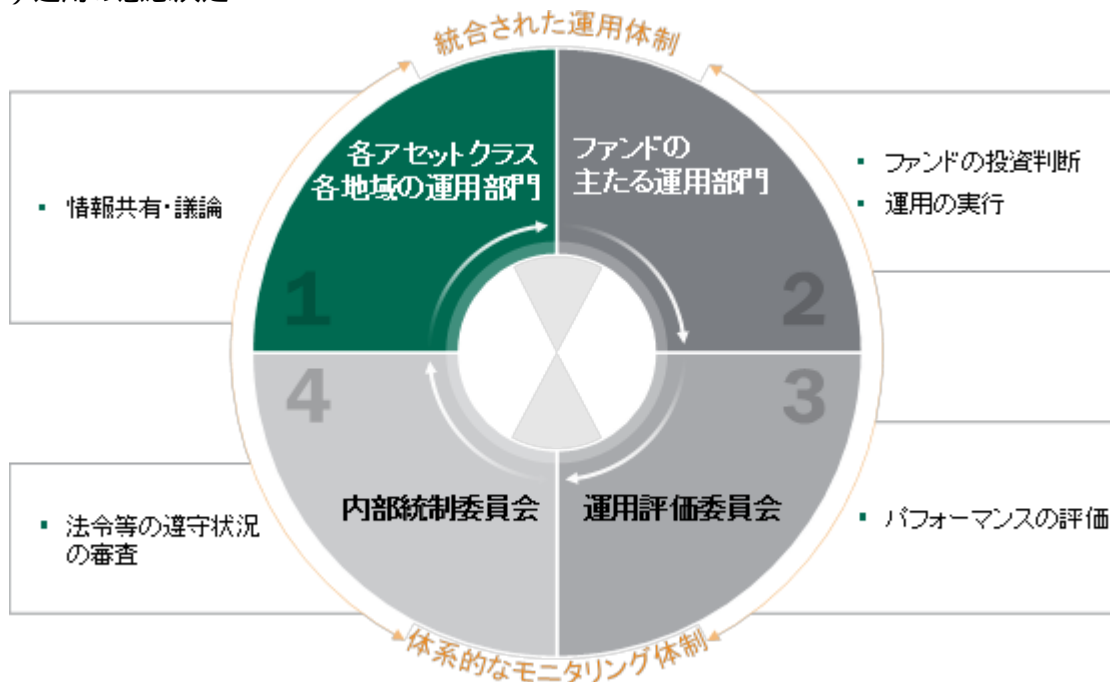 統合された運用体制
各アセットクラス
各地域の運用部門
ファンドの
主たる運用部門
▪ 情報共有・議論
▪ ファンドの投資判断
▪ 運用の実行
1
2
4
3
内部統制委員会
運用評価委員会
▪ 法令等の遵守状況
の審査
▪ パフォーマンスの評価
体系的なモニタリング体制